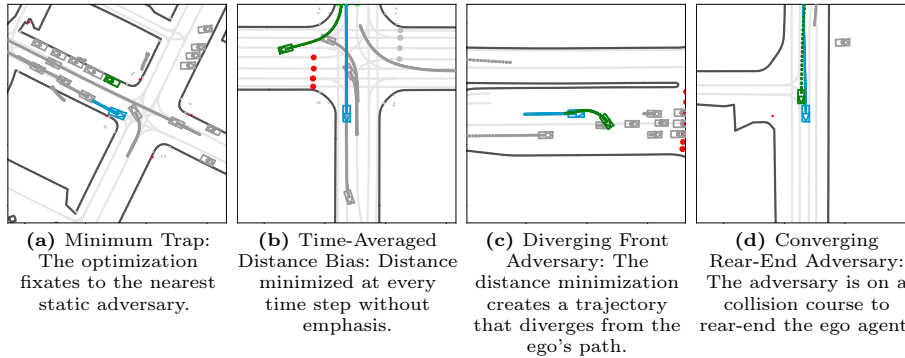 (a) Minimum Trap:
The optimization
fixates to the nearest
static adversary.
(b) Time-Averaged
Distance Bias: Distance
minimized at every
time step without
emphasis.
(c) Diverging Front
Adversary: The
distance minimization
creates a trajectory
that diverges from the
ego's path.
(d) Converging
Rear-End Adversary:
The adversary is on a
collision course to
rear-end the ego agent